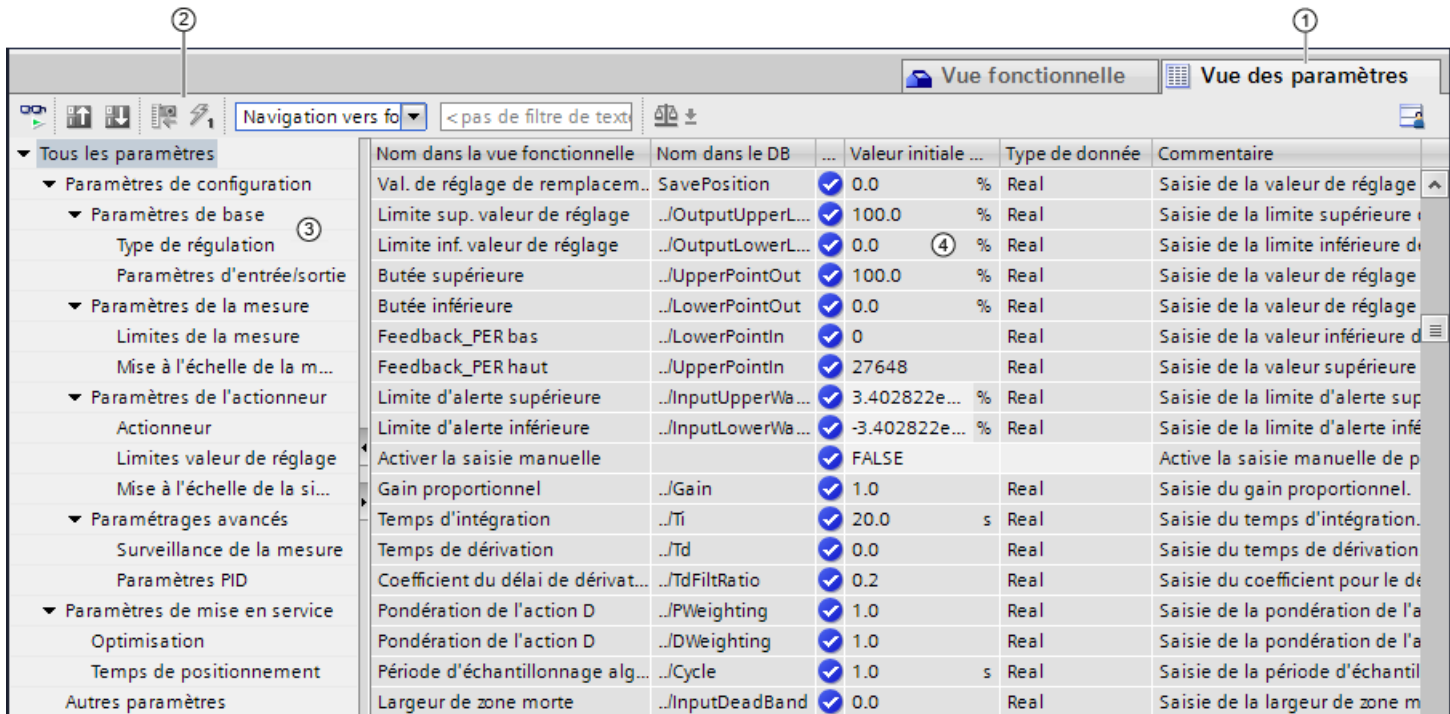 ② ①
Vue fonctionnelle Vue des paramètres
Navigation vers fo <pas de filtre de text
Tous les paramètres Nom dans la vue fonctionnelle Nom dans le DB ... Valeur initiale ... Type de donnée Commentaire
Paramètres de configuration Val. de réglage de remplacem... SavePosition 0.0 % Real Saisie de la valeur de réglage
Paramètres de base Limite sup. valeur de réglage ../OutputUpperL... 100.0 % Real Saisie de la limite supérieure
Type de régulation ③ Limite inf. valeur de réglage ../OutputLowerL... 0.0 ④ % Real Saisie de la limite inférieure
Paramètres d'entrée/sortie Butée supérieure ../UpperPointOut 100.0 % Real Saisie de la valeur de réglage
Paramètres de la mesure Butée inférieure ../LowerPointOut 0.0 % Real Saisie de la valeur de réglage
Limites de la mesure Feedback_PER bas ../LowerPointIn 0 Real Saisie de la valeur inférieure d
Mise à l'échelle de la m... Feedback_PER haut ../UpperPointIn 27648 Real Saisie de la valeur supérieure
Paramètres de l'actionneur Limite d'alerte supérieure ../InputUpperWa... 3.402822e... % Real Saisie de la limite d'alerte sup
Actionneur Limite d'alerte inférieure ../InputLowerWa... -3.402822e... % Real Saisie de la limite d'alerte infé
Limites valeur de réglage Activer la saisie manuelle FALSE Active la saisie manuelle de p
Mise à l'échelle de la si... Gain proportionnel ../Gain 1.0 Real Saisie du gain proportionnel.
Paramétrages avancés Temps d'intégration ../Ti 20.0 s Real Saisie du temps d'intégration.
Surveillance de la mesure Temps de dérivation ../Td 0.0 Real Saisie du temps de dérivation
Paramètres PID Coefficient du délai de dérivat... ../TdFiltRatio 0.2 Real Saisie du coefficient pour le dé
Paramètres de mise en service Pondération de l'action D ../PWeighting 1.0 Real Saisie de la pondération de l'a
Optimisation Pondération de l'action D ../DWeighting 1.0 Real Saisie de la pondération de l'a
Temps de positionnement Période d'échantillonnage alg... ../Cycle 1.0 s Real Saisie de la période d'échantil
Autres paramètres Largeur de zone morte ../InputDeadBand 0.0 Real Saisie de la largeur de zone m